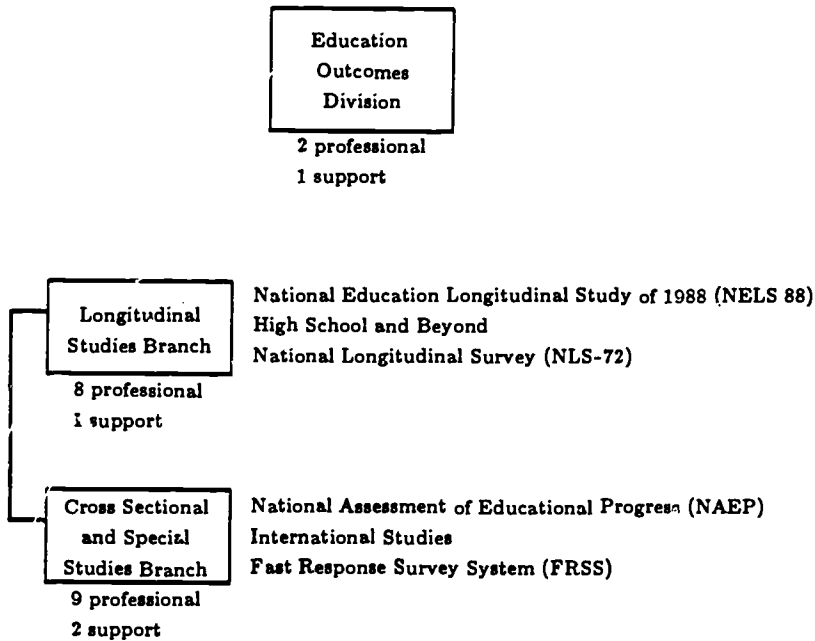 Education
Outcomes
Division
2 professional
1 support
Longitudinal
Studies Branch
8 professional
1 support
National Education Longitudinal Study of 1988 (NELS 88)
High School and Beyond
National Longitudinal Survey (NLS-72)
Cross Sectional
and Special
Studies Branch
9 professional
2 support
National Assessment of Educational Progress (NAEP)
International Studies
Fast Response Survey System (FRSS)